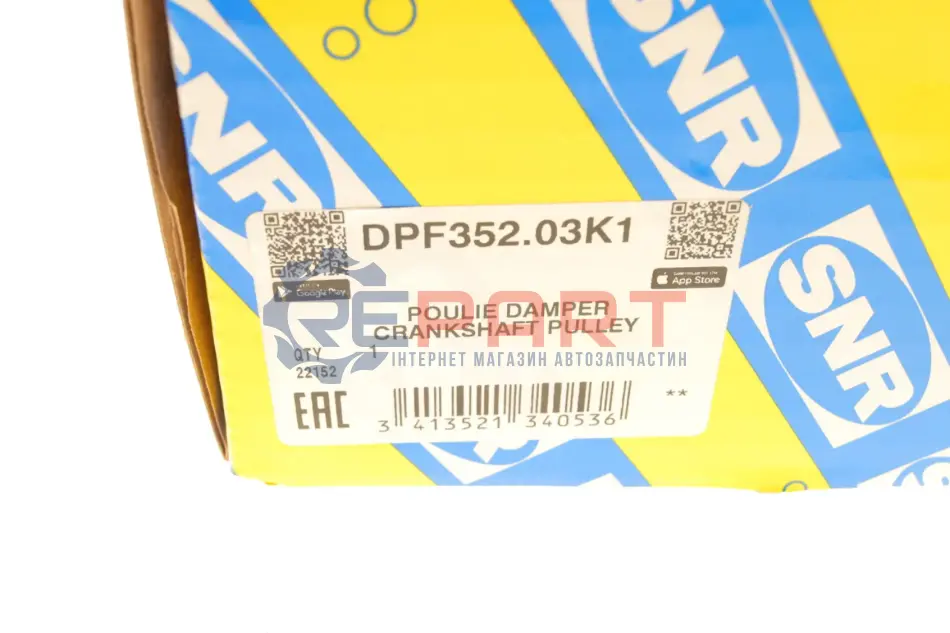 SNR
SNR
DPF352.03K1
Google Play
App Store
REPART
POULIE DAMPER
CRANKSHAFT PULLEY
ІНТЕРНЕТ МАГАЗИН АВТОЗАПЧАСТИН
QTY 1
22152
EAC
3 413521 340536
**
SNR
SNR